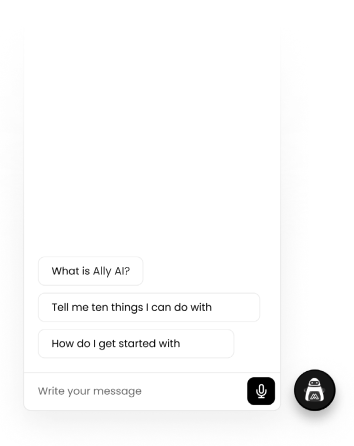 What is Ally AI?
Tell me ten things I can do with
How do I get started with
Write your message